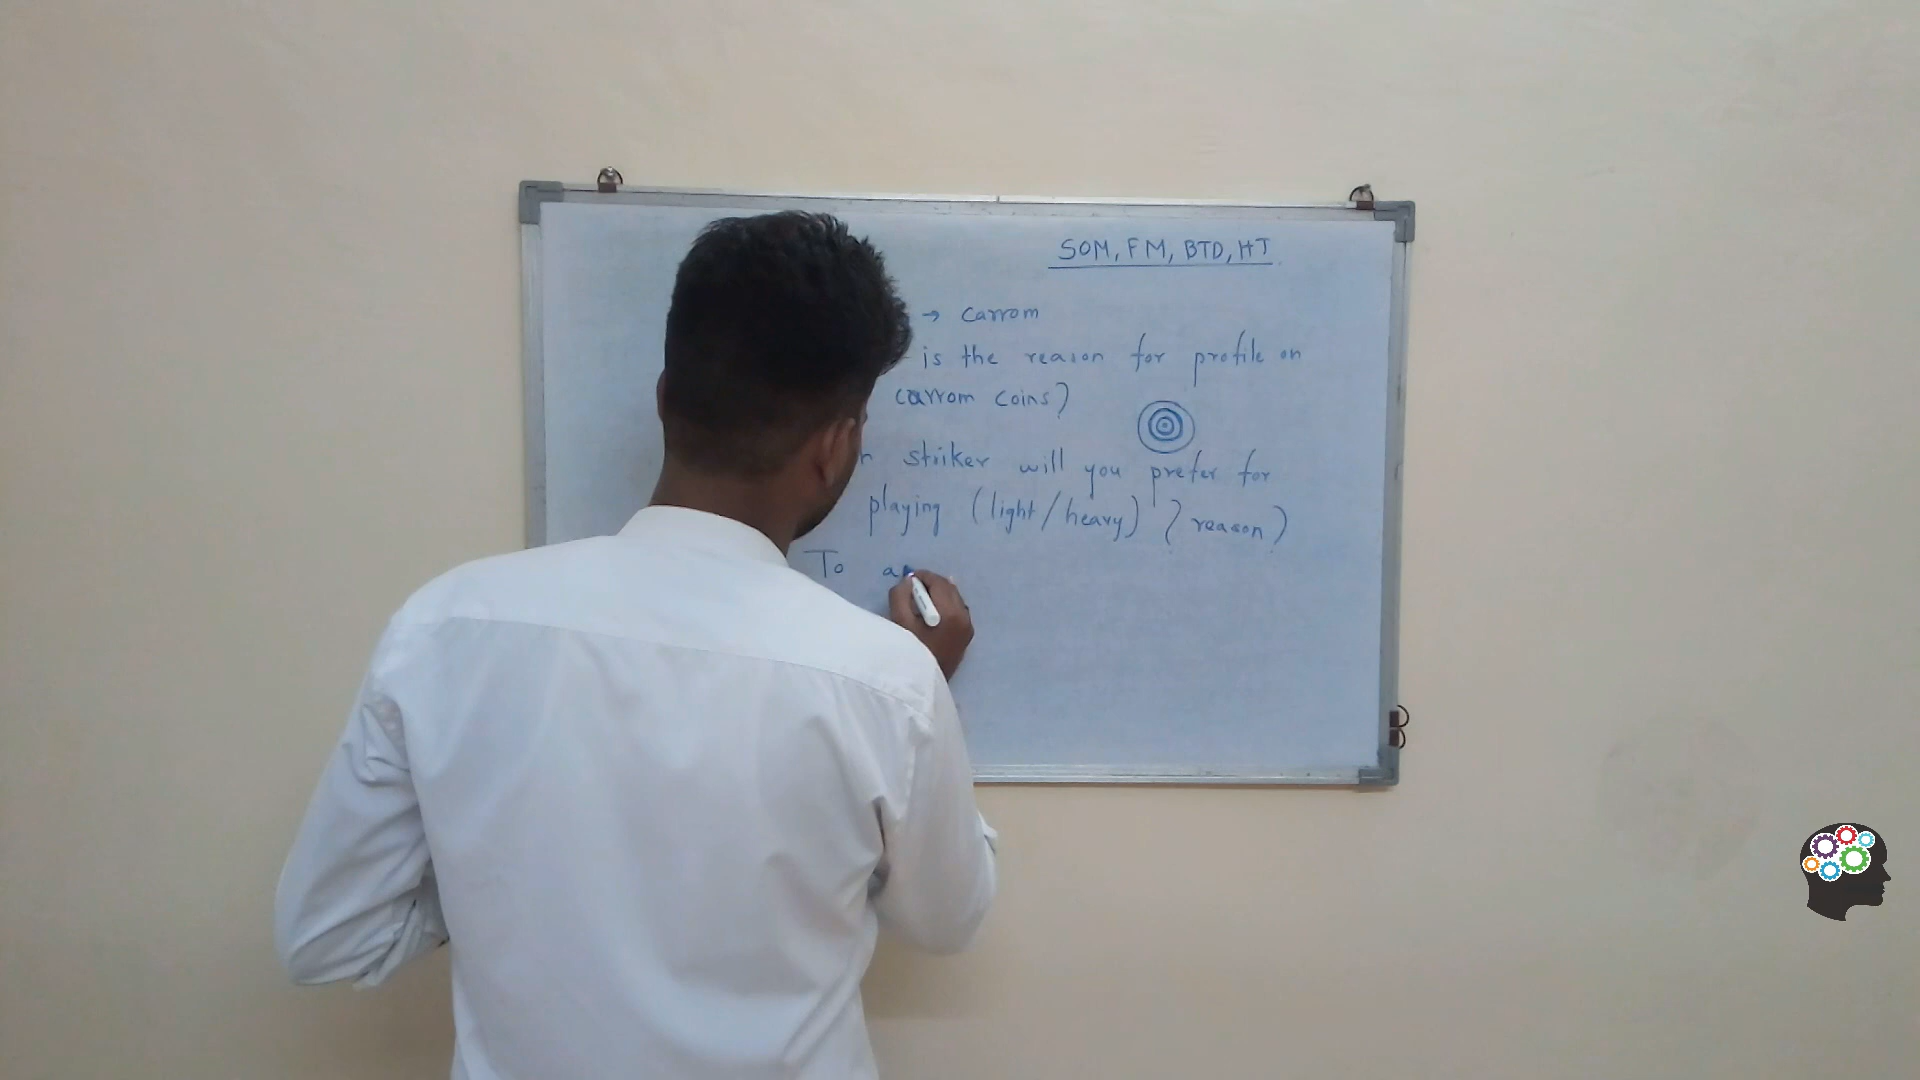 SOM, FM, BTD, HT
→ carrom
is the reason for profile on
carrom coins?
striker will you prefer for
playing (light/heavy) ? reason?
To